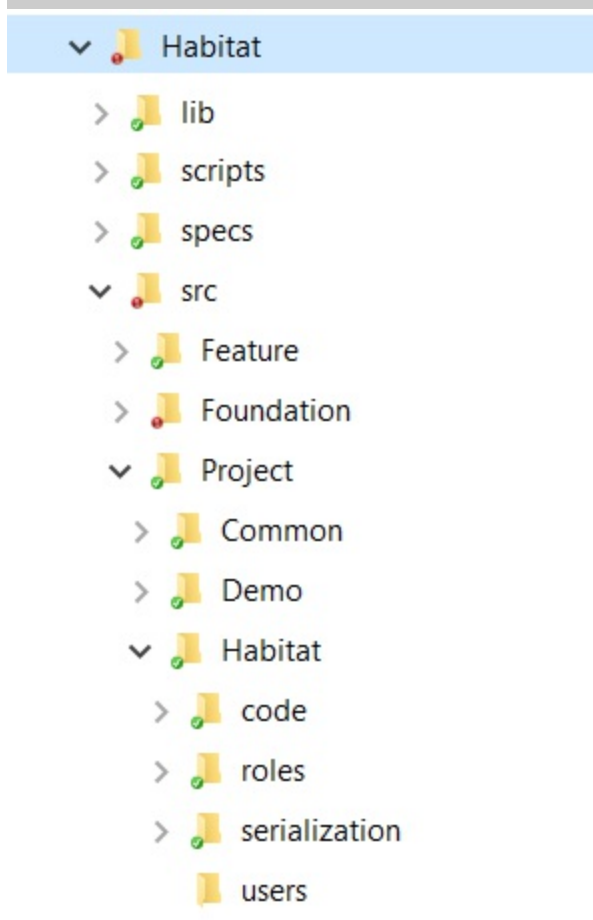 Habitat
lib
scripts
specs
src
Feature
Foundation
Project
Common
Demo
Habitat
code
roles
serialization
users